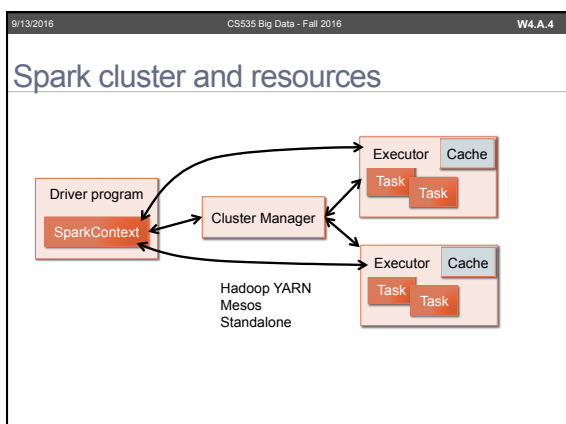 9/13/2016 CS535 Big Data - Fall 2016 W4.A.4
Spark cluster and resources
Driver program
SparkContext
Cluster Manager
Hadoop YARN
Mesos
Standalone
Executor Cache
Task
Task
Executor Cache
Task
Task